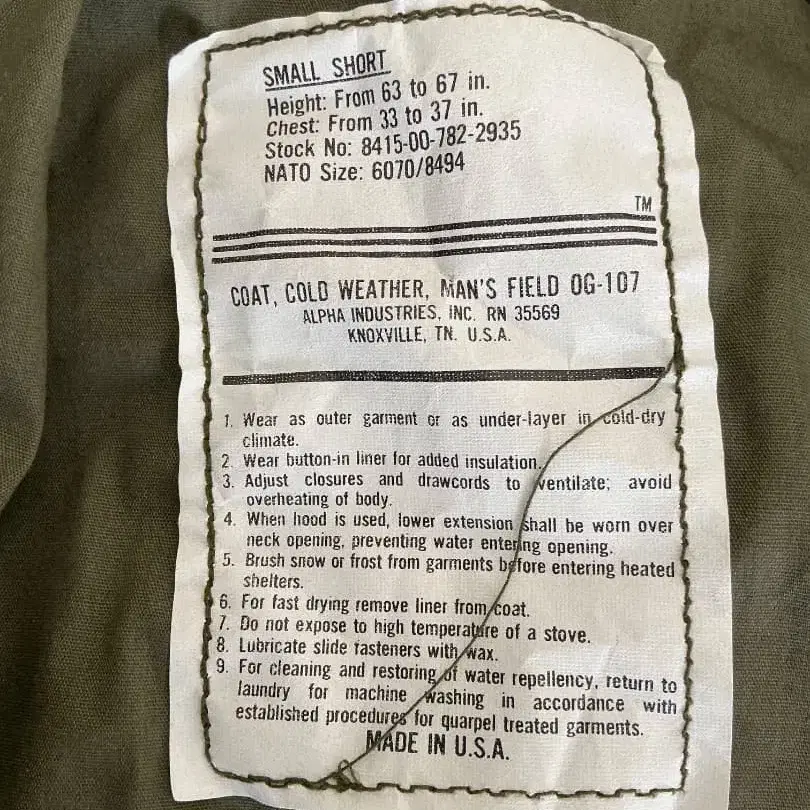 SMALL SHORT
Height: From 63 to 67 in.
Chest: From 33 to 37 in.
Stock No: 8415-00-782-2935
NATO Size: 6070/8494
TM
COAT, COLD WEATHER, MAN'S FIELD OG-107
ALPHA INDUSTRIES, INC. RN 35569
KNOXVILLE, TN. U.S.A.
1. Wear as outer garment or as under-layer in cold-dry
climate.
2. Wear button-in liner for added insulation.
3. Adjust closures and drawcords to ventilate; avoid
overheating of body.
4. When hood is used, lower extension shall be worn over
neck opening, preventing water entering opening.
5. Brush snow or frost from garments before entering heated
shelters.
6. For fast drying remove liner from coat.
7. Do not expose to high temperature of a stove.
8. Lubricate slide fasteners with wax.
9. For cleaning and restoring of water repellency, return to
laundry for machine washing in accordance with
established procedures for quarpel treated garments.
MADE IN U.S.A.